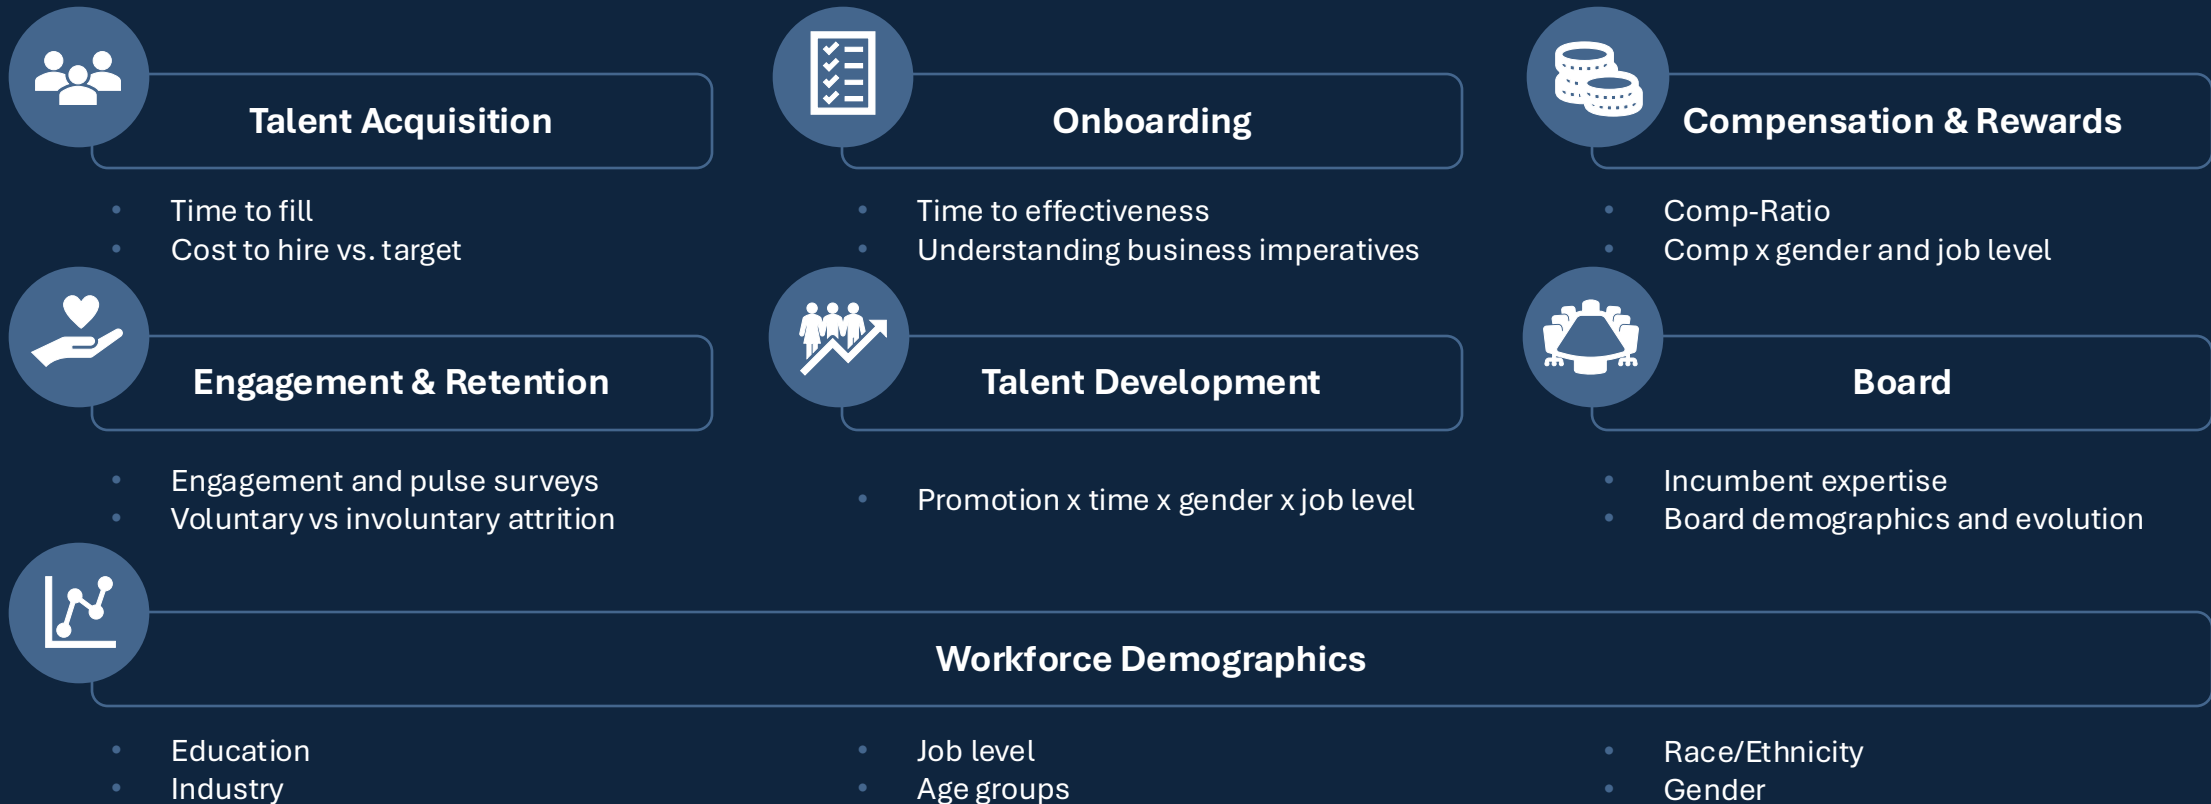 Talent Acquisition
Time to fill
Cost to hire vs. target
Onboarding
Time to effectiveness
Understanding business imperatives
Compensation & Rewards
Comp-Ratio
Comp x gender and job level
Engagement & Retention
Engagement and pulse surveys
Voluntary vs involuntary attrition
Talent Development
Promotion x time x gender x job level
Board
Incumbent expertise
Board demographics and evolution
Workforce Demographics
Education
Industry
Job level
Age groups
Race/Ethnicity
Gender